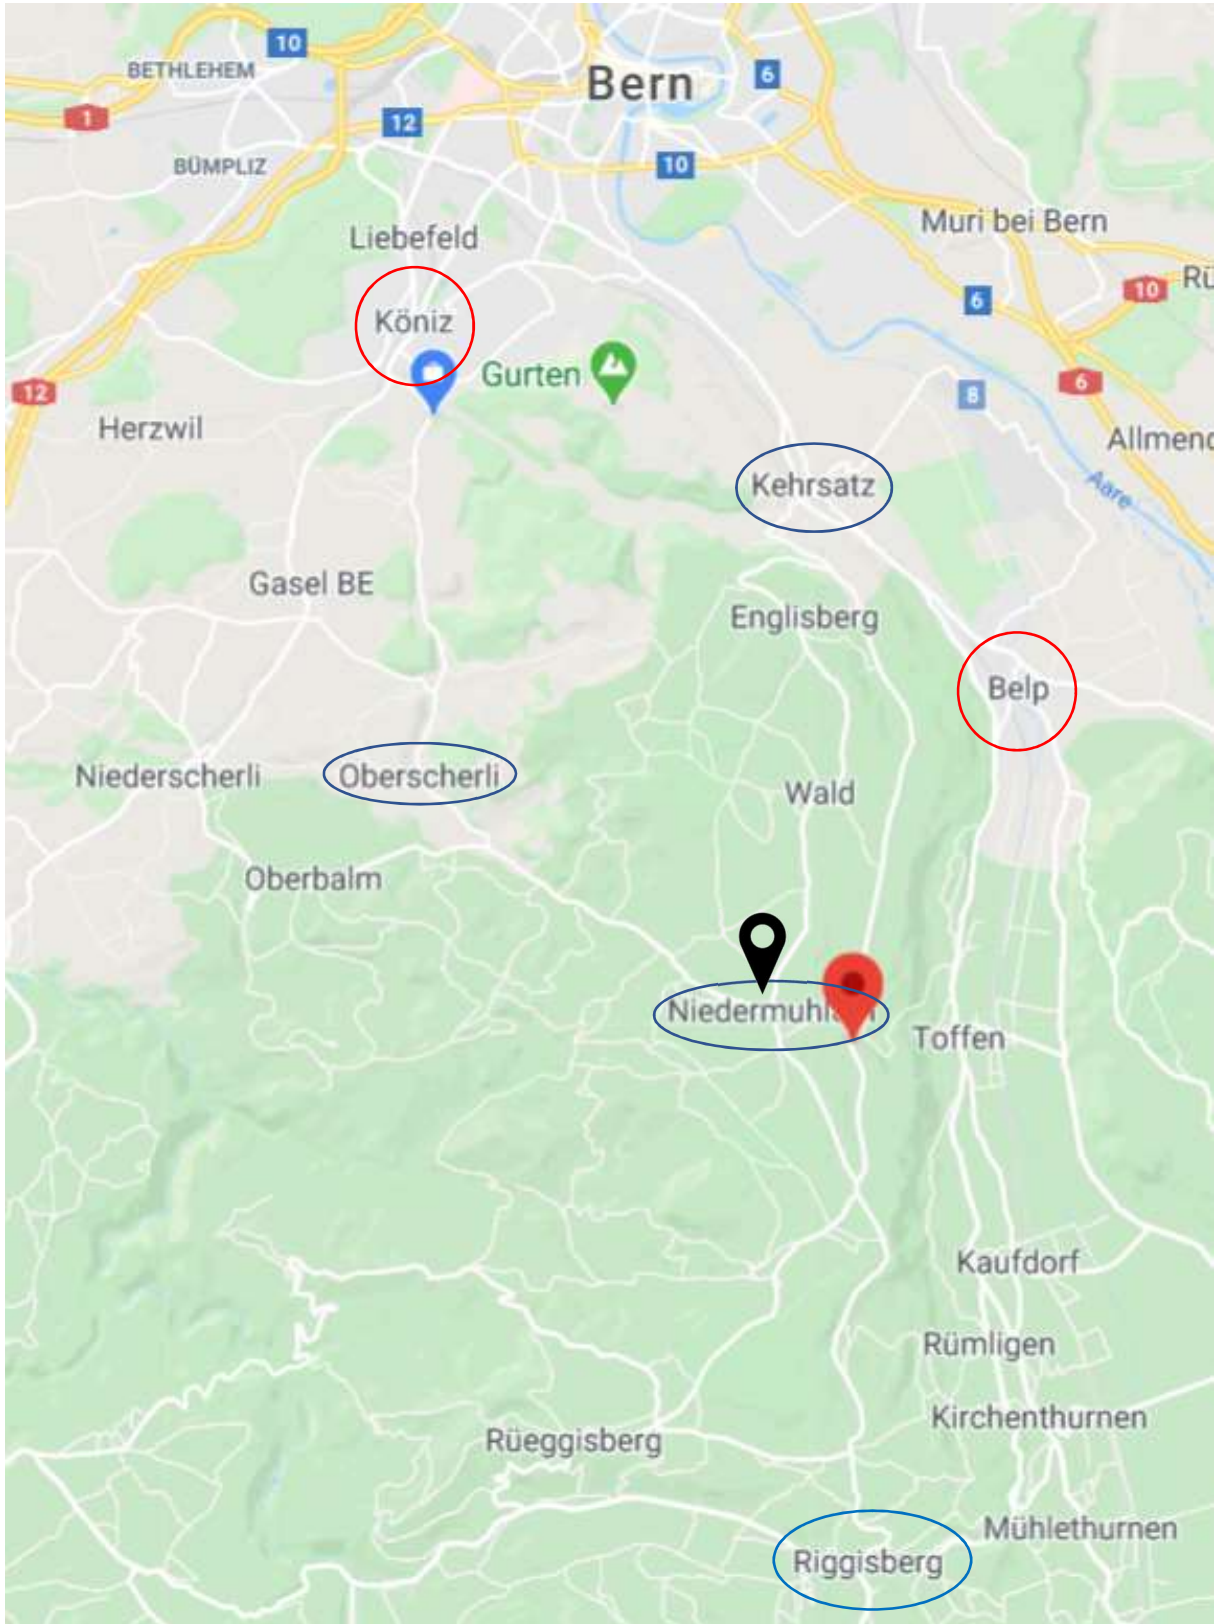 10
BETHLEHEM
Bern
6
1
12
BÜMPLIZ
10
Muri bei Bern
Liebefeld
Rü
10
6
Köniz
Gurten
6
12
8
Herzwil
Allmend
Kehrsatz
Aare
Gasel BE
Englisberg
Belp
Niederscherli
Oberscherli
Wald
Oberbalm
Niedermuhl
Toffen
Kaufdorf
Rümligen
Kirchenthurnen
Rüeggisberg
Mühlethurnen
Riggisberg